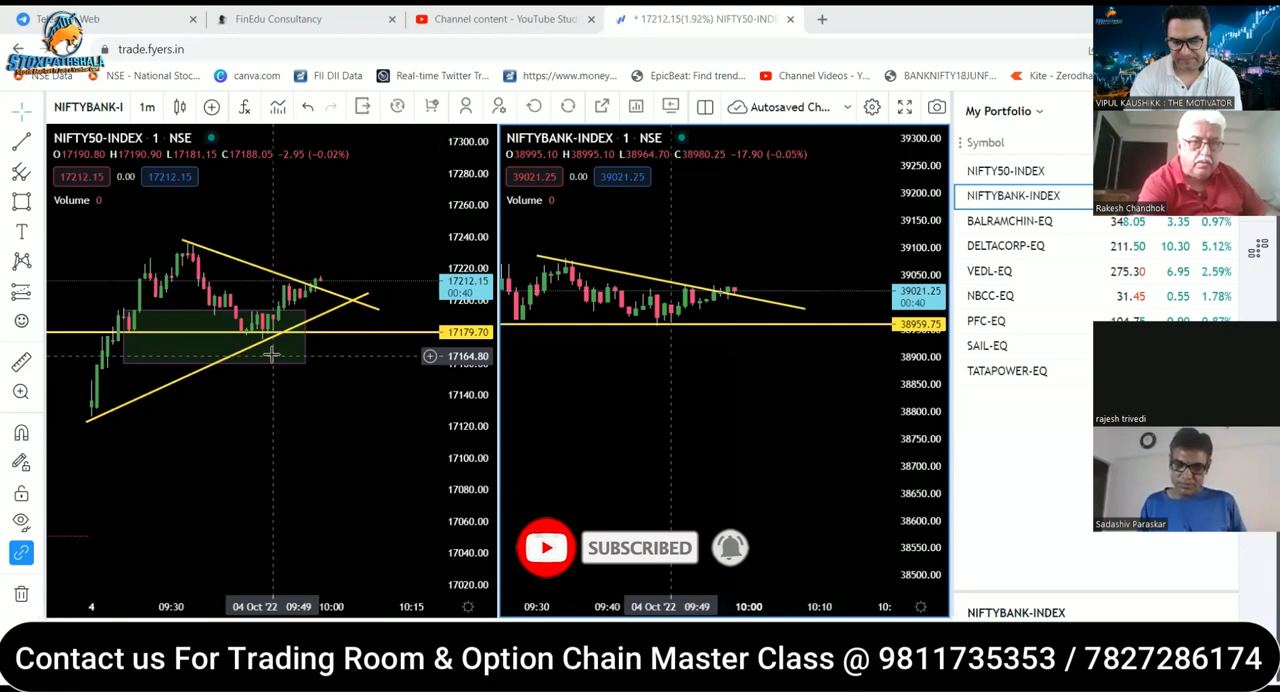 Web
FinEdu Consultancy
Channel content - YouTube Stud
* 17212.15(1.92%) NIFTY50-INDE
STOXPATHSHALA
trade.fyers.in
NSE Data
NSE - National Stoc...
canva.com
FII DII Data
Real-time Twitter Tr...
https://www.money...
EpicBeat: Find trend...
Channel Videos - Y...
BANKNIFTY18JUNF...
Kite - Zerodha
NIFTYBANK-I
1m
Autosaved Ch...
My Portfolio
NIFTY50-INDEX · 1 · NSE
O17190.80 H17190.90 L17181.15 C17188.05 -2.95 (-0.02%)
17212.15 0.00 17212.15
Volume 0
17300.00
17280.00
17260.00
17240.00
17220.00
17212.15
00:40
17200.00
17179.70
17164.80
17140.00
17120.00
17100.00
17080.00
17060.00
17040.00
17020.00
4
09:30
04 Oct '22 09:49
10:00
10:15
NIFTYBANK-INDEX · 1 · NSE
O38995.10 H38995.10 L38964.70 C38980.25 -17.90 (-0.05%)
39021.25 0.00 39021.25
Volume 0
39300.00
39250.00
39200.00
39150.00
39100.00
39050.00
39021.25
00:40
38959.75
38900.00
38850.00
38800.00
38750.00
38700.00
38650.00
38600.00
38550.00
38500.00
09:30
09:40
04 Oct '22 09:49
10:00
10:10
10:
SUBSCRIBED
Symbol
NIFTY50-INDEX
NIFTYBANK-INDEX
BALRAMCHIN-EQ 348.05 3.35 0.97%
DELTACORP-EQ 211.50 10.30 5.12%
VEDL-EQ 275.30 6.95 2.59%
NBCC-EQ 31.45 0.55 1.78%
PFC-EQ
SAIL-EQ
TATAPOWER-EQ
NIFTYBANK-INDEX
VIPUL KAUSHIKK : THE MOTIVATOR
Rakesh Chandhok
rajesh trivedi
Sadashiv Paraskar
Contact us For Trading Room & Option Chain Master Class @ 9811735353 / 7827286174